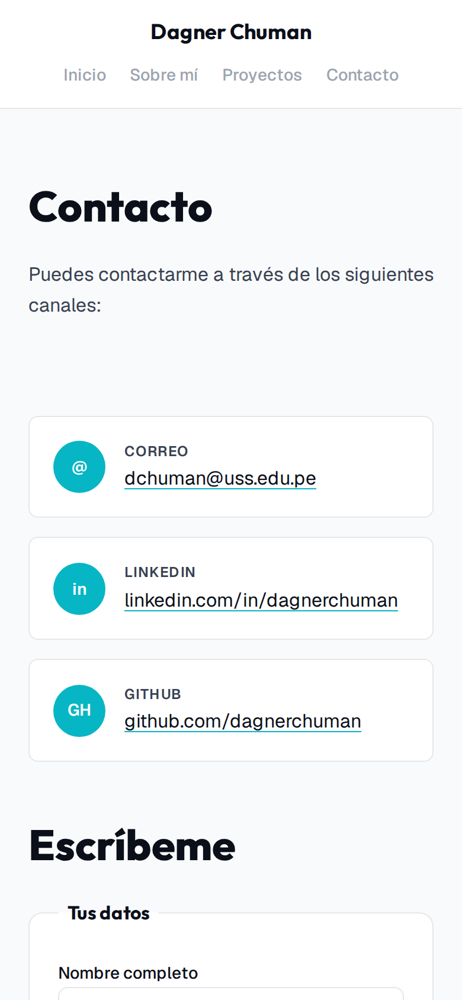 Dagner Chuman
Inicio Sobre mí Proyectos Contacto
Contacto
Puedes contactarme a través de los siguientes
canales:
@
CORREO
dchuman@uss.edu.pe
in
LINKEDIN
linkedin.com/in/dagnerchuman
GH
GITHUB
github.com/dagnerchuman
Escríbeme
Tus datos
Nombre completo